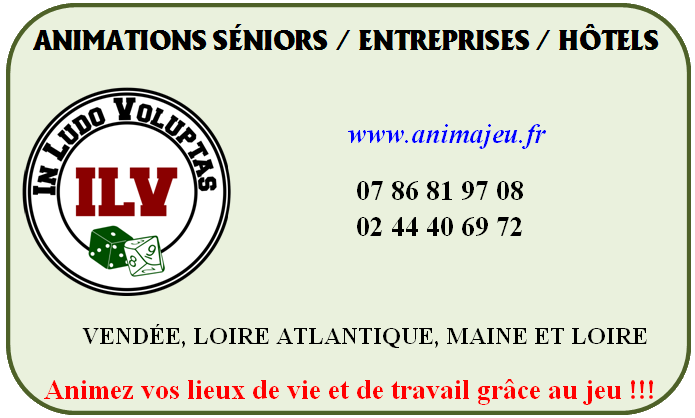 ANIMATIONS SÉNIORS / ENTREPRISES / HÔTELS
IN LUDO VOLUPTAS
ILV
www.animajeu.fr
07 86 81 97 08
02 44 40 69 72
VENDÉE, LOIRE ATLANTIQUE, MAINE ET LOIRE
Animez vos lieux de vie et de travail grâce au jeu !!!